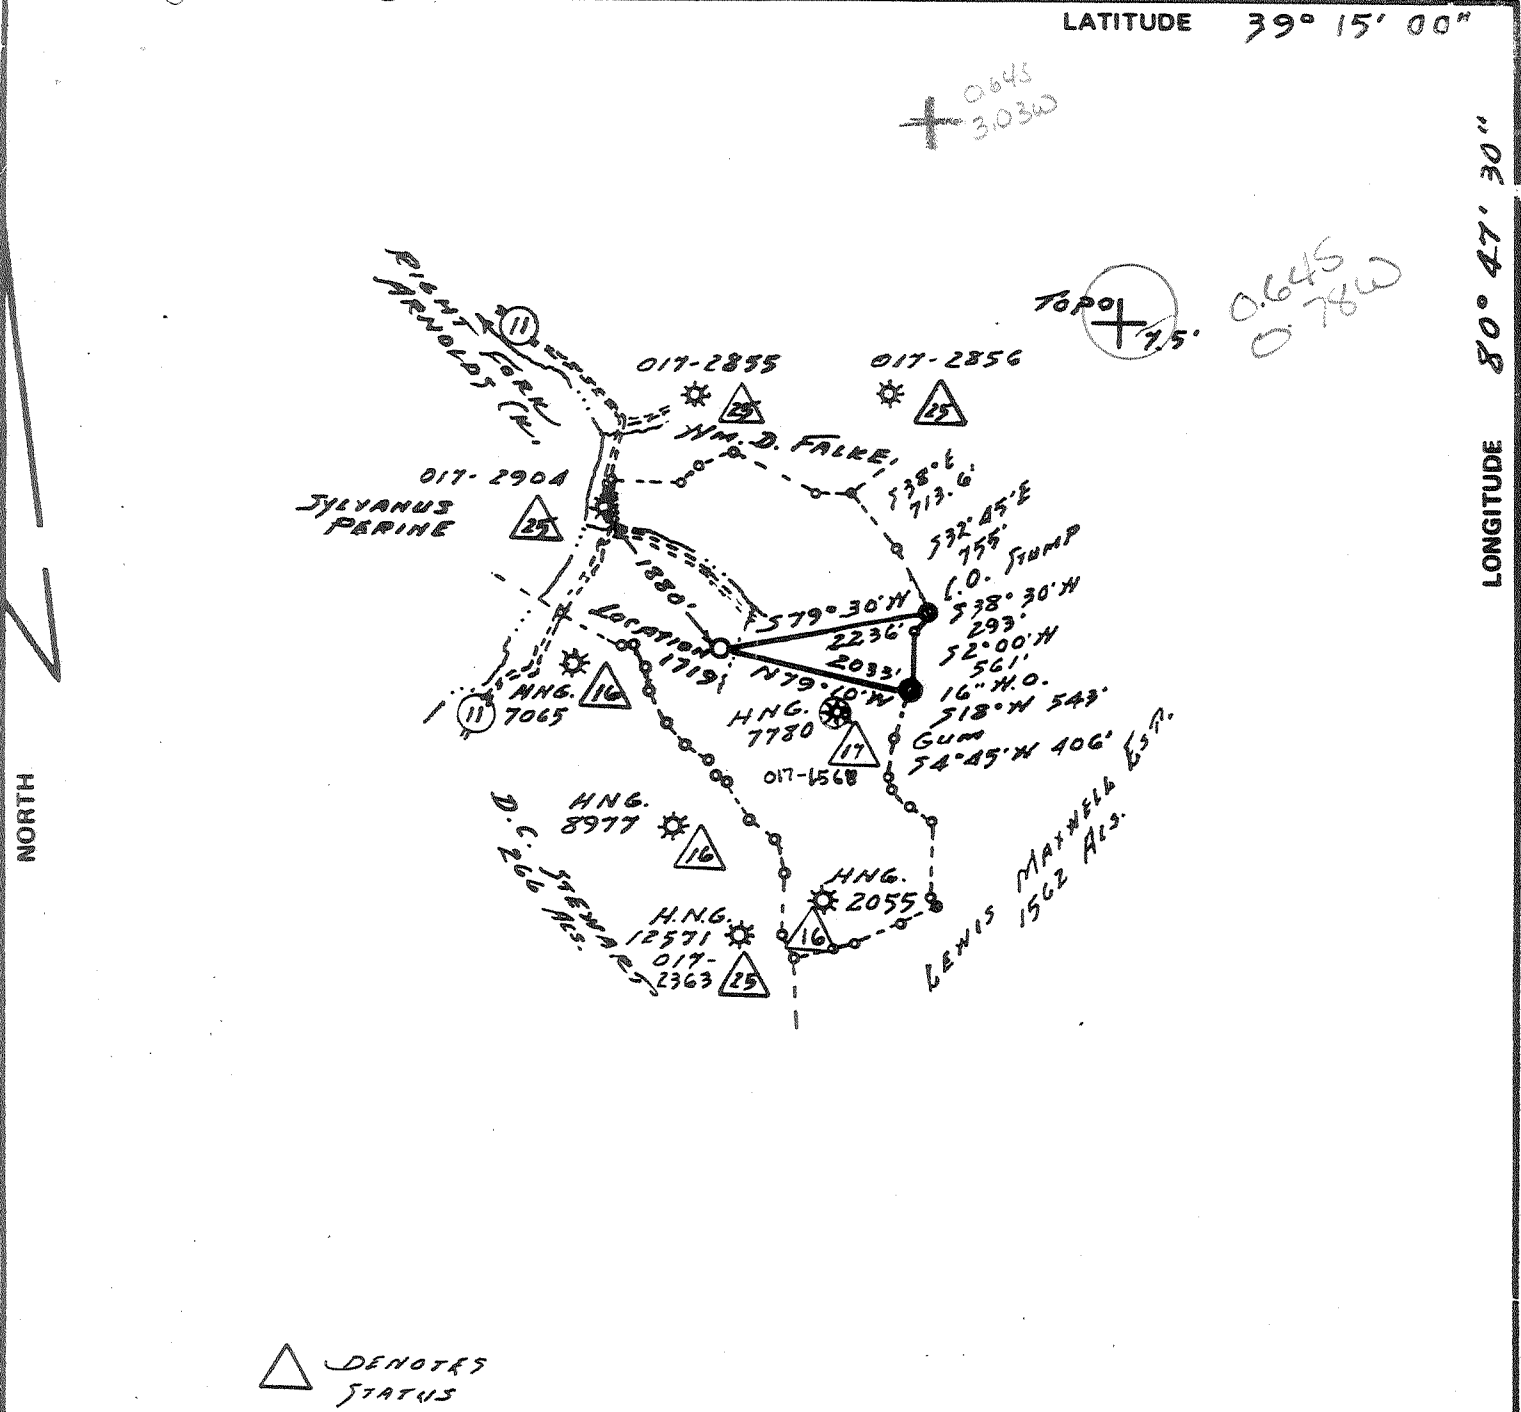 LATITUDE 39° 15' 00"
0.64S
3.03W
LONGITUDE 80° 47' 30"
TOPO
7.5'
0.64S
0.78W
RIGHT FORK
ARNOLDS CR.
11
017-2855
25
017-2856
25
WM. D. FALKE
017-2904
SYLVANUS
PERINE
25
S38°E
713.6'
S32°45'E
755'
C.O. STUMP
S38°30'W
293'
S2°00'W
561'
16" W.O.
S18°W 543'
GUM
S4°45'W 406'
1880'
S79°30'W
2236'
2033'
N79°10'W
LOCATION
1719'
HNG.
7065
16
11
HNG.
7780
17
017-1568
HNG.
8977
16
D.C. STEWART
266 ACS.
HNG.
2055
16
H.N.G.
12571
017-
2363
25
LEWIS MAXWELL EST.
1562 ACS.
NORTH
DENOTES
STATUS